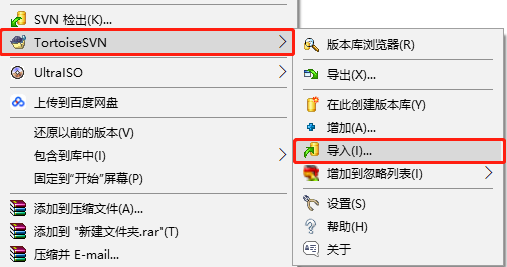 SVN 检出(K)...
TortoiseSVN
UltraISO
上传到百度网盘
还原以前的版本(V)
包含到库中(I)
固定到"开始"屏幕(P)
添加到压缩文件(A)...
添加到 "新建文件夹.rar"(T)
压缩并 E-mail...
版本库浏览器(R)
导出(X)...
在此创建版本库(Y)
增加(A)...
导入(I)...
增加到忽略列表(I)
设置(S)
帮助(H)
关于